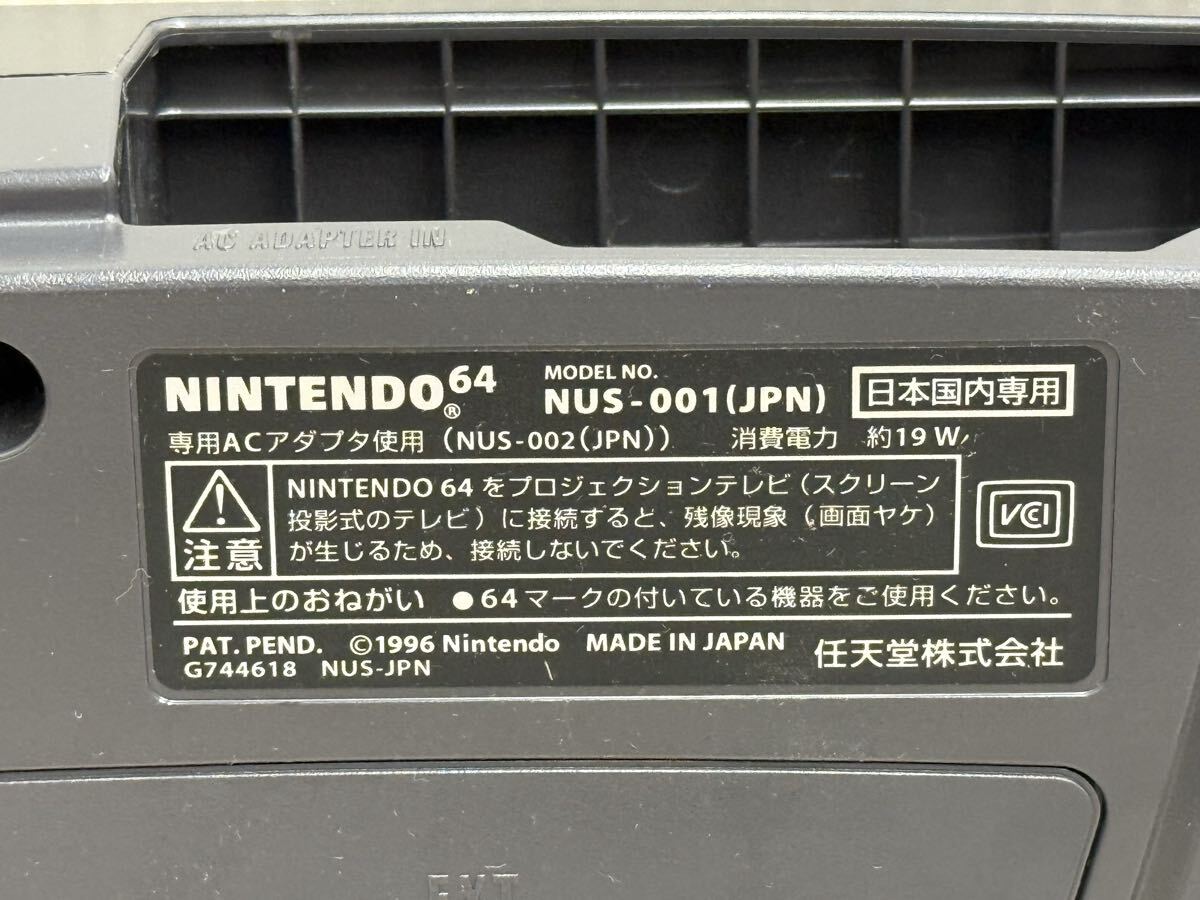 AC ADAPTER IN
NINTENDO64® MODEL NO. NUS-001(JPN) 日本国内専用
専用ACアダプタ使用(NUS-002(JPN)) 消費電力 約19W
注意
NINTENDO 64をプロジェクションテレビ(スクリーン
投影式のテレビ)に接続すると、残像現象(画面ヤケ)
が生じるため、接続しないでください。
VCI
使用上のおねがい ●64マークの付いている機器をご使用ください。
PAT. PEND. ©1996 Nintendo MADE IN JAPAN 任天堂株式会社
G744618 NUS-JPN